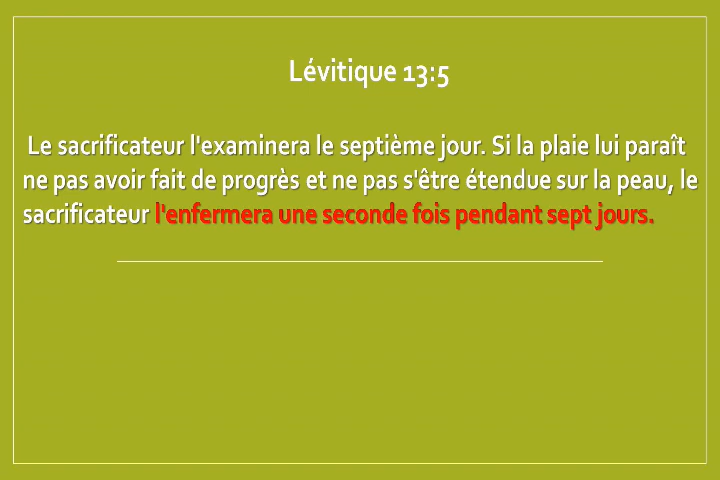 Lévitique 13:5
Le sacrificateur l'examinera le septième jour. Si la plaie lui paraît
ne pas avoir fait de progrès et ne pas s'être étendue sur la peau, le
sacrificateur l'enfermera une seconde fois pendant sept jours.